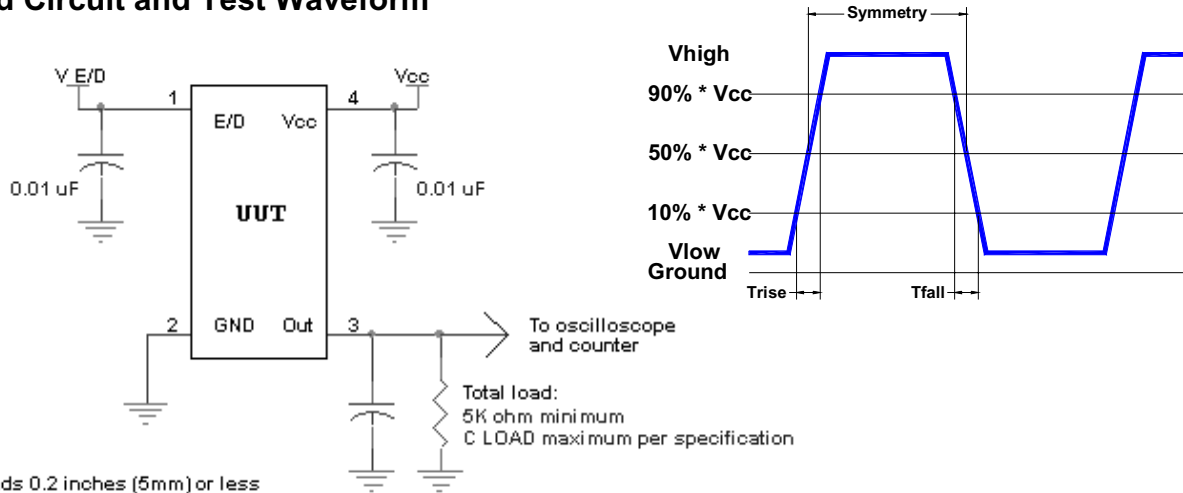 Circuit and Test Waveform
V E/D
Vcc
1
4
E/D Vcc
0.01 uF
0.01 uF
UUT
2
GND Out
3
To oscilloscope
and counter
Total load:
5K ohm minimum
C LOAD maximum per specification
0.2 inches (5mm) or less
Symmetry
Vhigh
90% * Vcc
50% * Vcc
10% * Vcc
Vlow
Ground
Trise
Tfall